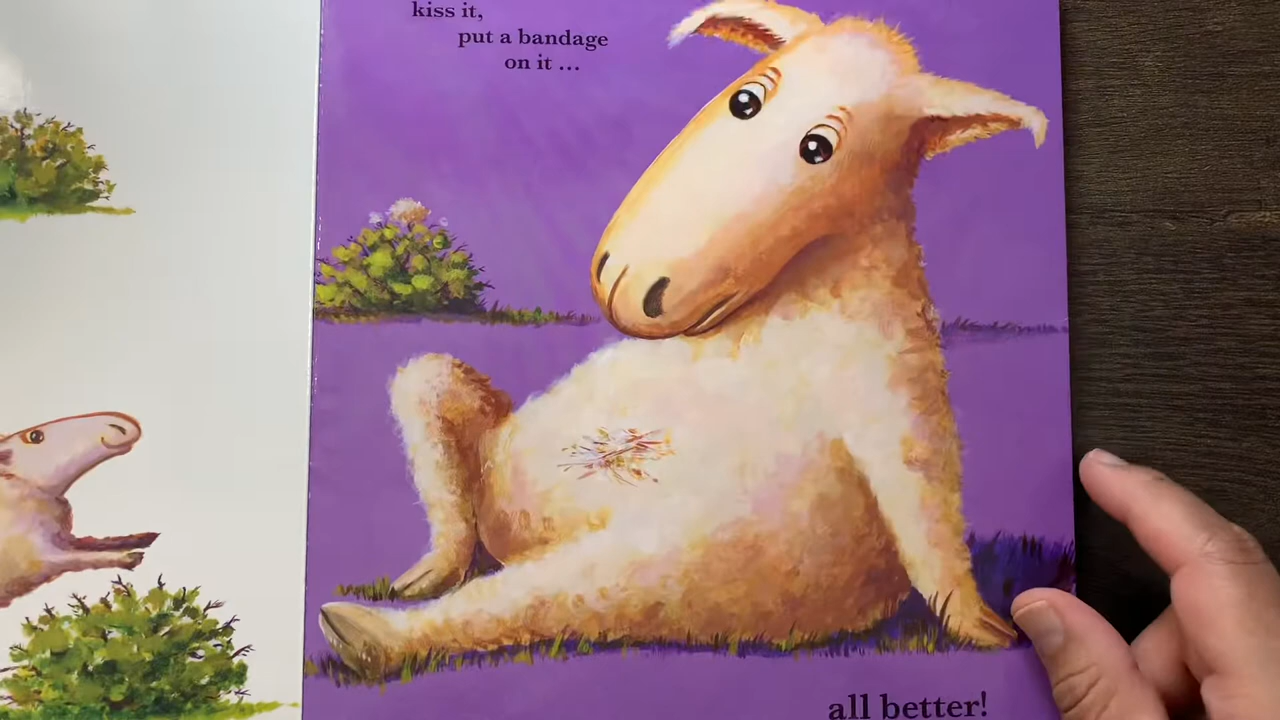 kiss it,
put a bandage
on it ...
all better!